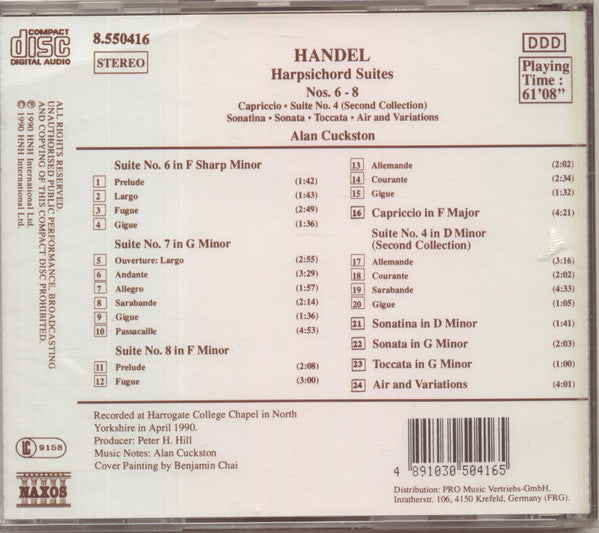 COMPACT
disc
DIGITAL AUDIO
8.550416
STEREO
HANDEL
Harpsichord Suites
Nos. 6 - 8
Capriccio • Suite No. 4 (Second Collection)
Sonatina • Sonata • Toccata • Air and Variations
Alan Cuckston
DDD
Playing
Time :
61'08"
ALL RIGHTS RESERVED.
UNAUTHORISED PUBLIC PERFORMANCE, BROADCASTING
AND COPYING OF THIS COMPACT DISC PROHIBITED.
℗ 1990 HNH International Ltd.
© 1990 HNH International Ltd.
Suite No. 6 in F Sharp Minor
1 Prelude (1:42)
2 Largo (1:43)
3 Fugue (2:49)
4 Gigue (1:36)
Suite No. 7 in G Minor
5 Ouverture: Largo (2:55)
6 Andante (3:29)
7 Allegro (1:57)
8 Sarabande (2:14)
9 Gigue (1:36)
10 Passacaille (4:53)
Suite No. 8 in F Minor
11 Prelude (2:08)
12 Fugue (3:00)
13 Allemande (2:02)
14 Courante (2:34)
15 Gigue (1:32)
16 Capriccio in F Major (4:21)
Suite No. 4 in D Minor
(Second Collection)
17 Allemande (3:16)
18 Courante (2:02)
19 Sarabande (4:33)
20 Gigue (1:05)
21 Sonatina in D Minor (1:41)
22 Sonata in G Minor (2:03)
23 Toccata in G Minor (1:00)
24 Air and Variations (4:01)
Recorded at Harrogate College Chapel in North
Yorkshire in April 1990.
Producer: Peter H. Hill
Music Notes: Alan Cuckston
Cover Painting by Benjamin Chai
LC 9158
NAXOS
4 891030 504165
Distribution: PRO Music Vertriebs-GmbH,
Inratherstr. 106, 4150 Krefeld, Germany (FRG).